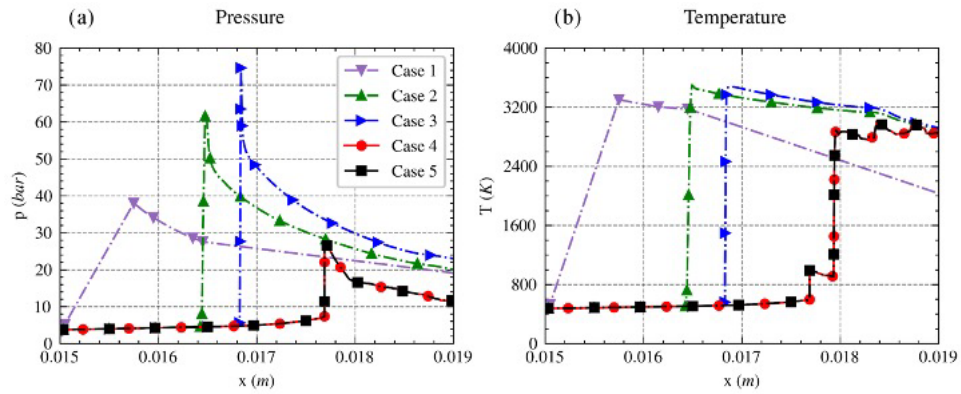 (a)
Pressure
80
70
60
50
40
30
20
10
0
p (bar)
Case 1
Case 2
Case 3
Case 4
Case 5
0.015
0.016
0.017
0.018
0.019
x (m)
(b)
Temperature
4000
3200
2400
1600
800
0
T (K)
0.015
0.016
0.017
0.018
0.019
x (m)